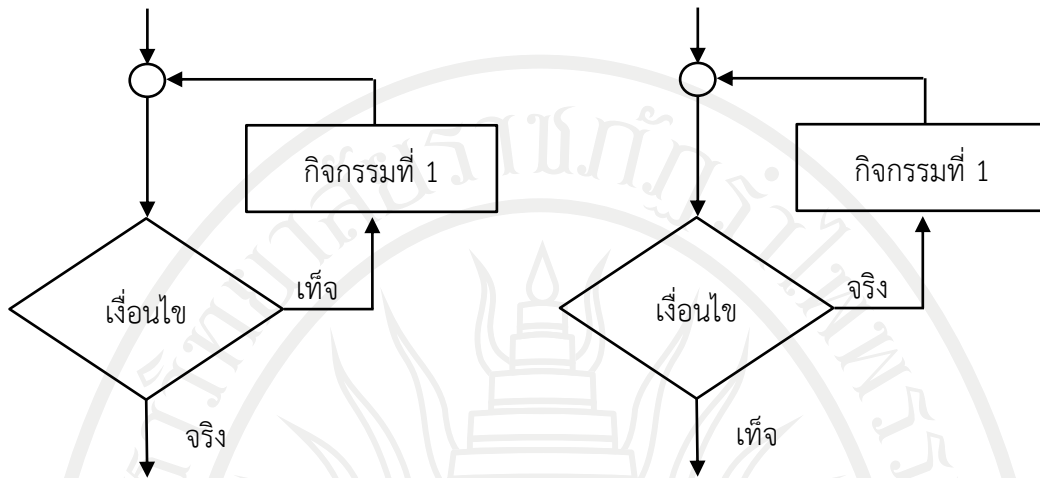 กิจกรรมที่ 1
เท็จ
เงื่อนไข
จริง
กิจกรรมที่ 1
จริง
เงื่อนไข
เท็จ